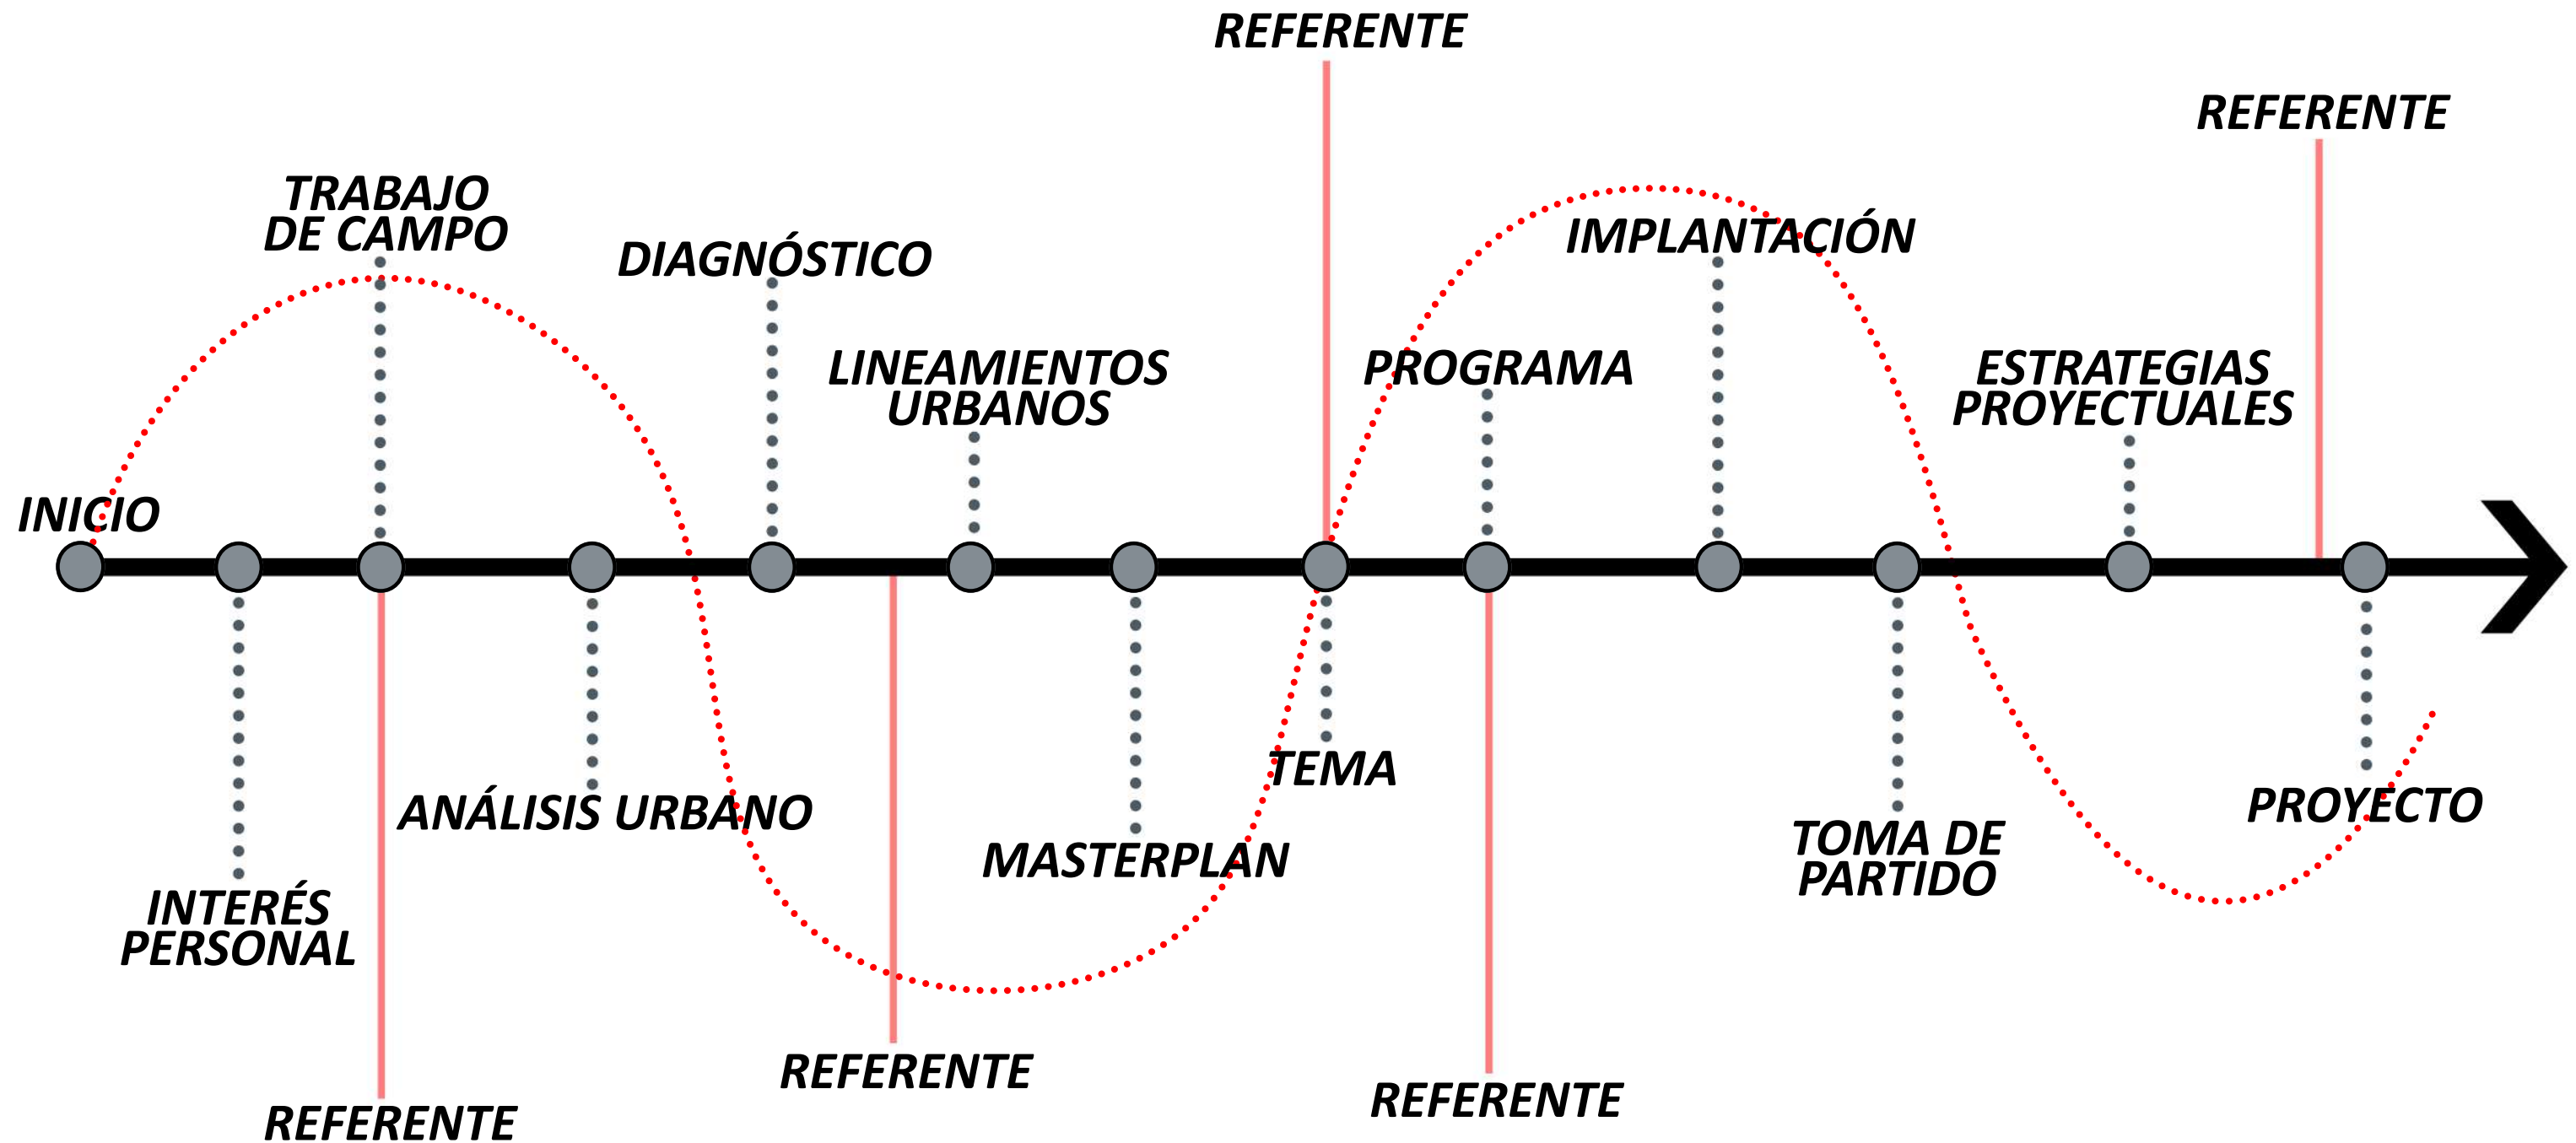 REFERENTE
REFERENTE
TRABAJO
DE CAMPO
DIAGNÓSTICO
IMPLANTACIÓN
LINEAMIENTOS
URBANOS
PROGRAMA
ESTRATEGIAS
PROYECTUALES
INICIO
TEMA
ANÁLISIS URBANO
PROYECTO
MASTERPLAN
TOMA DE
PARTIDO
INTERÉS
PERSONAL
REFERENTE
REFERENTE
REFERENTE